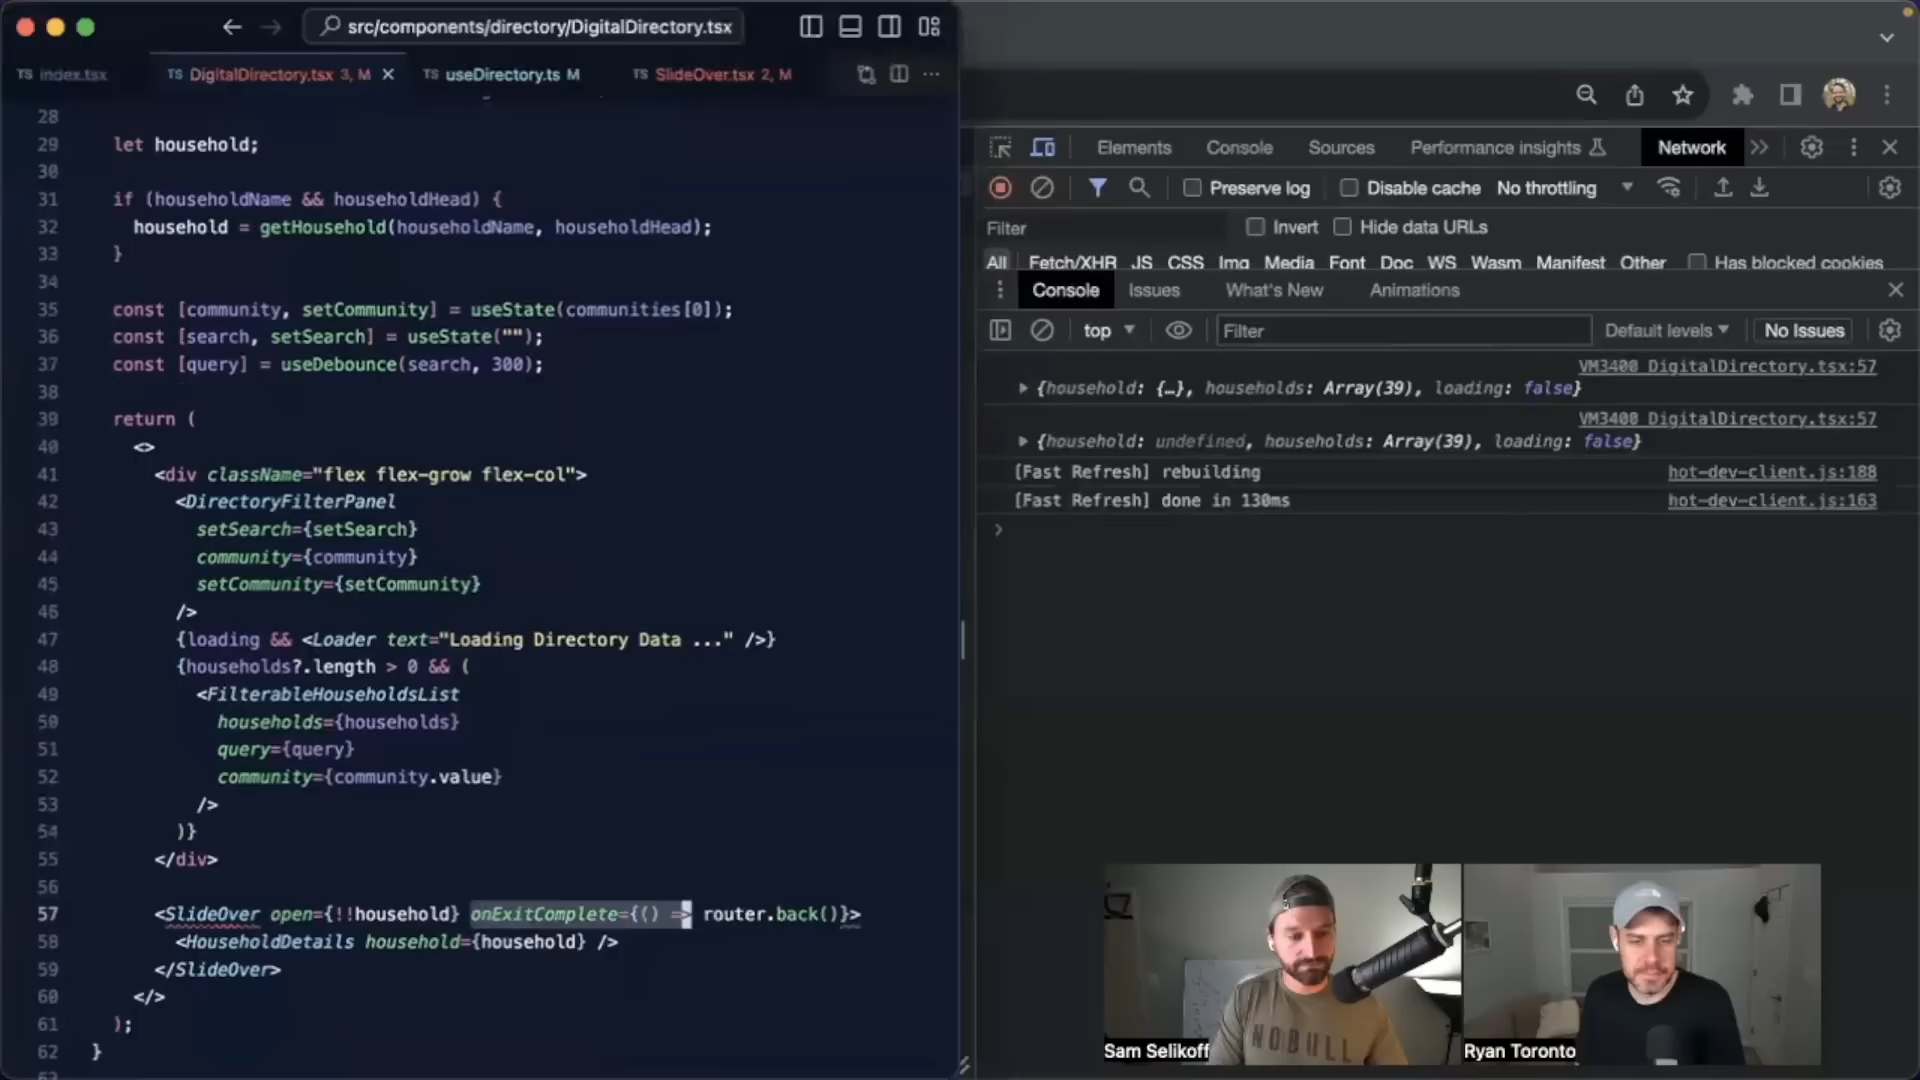 src/components/directory/DigitalDirectory.tsx
TS index.tsx
TS DigitalDirectory.tsx 3, M
TS useDirectory.ts M
TS SlideOver.tsx 2, M
28
29 let household;
30
31 if (householdName && householdHead) {
32 household = getHousehold(householdName, householdHead);
33 }
34
35 const [community, setCommunity] = useState(communities[0]);
36 const [search, setSearch] = useState("");
37 const [query] = useDebounce(search, 300);
38
39 return (
40 <>
41 <div className="flex flex-grow flex-col">
42 <DirectoryFilterPanel
43 setSearch={setSearch}
44 community={community}
45 setCommunity={setCommunity}
46 />
47 {loading && <Loader text="Loading Directory Data ..." />}
48 {households?.length > 0 && (
49 <FilterableHouseholdsList
50 households={households}
51 query={query}
52 community={community.value}
53 />
54 )}
55 </div>
56
57 <SlideOver open={!!household} onExitComplete={() => router.back()}>
58 <HouseholdDetails household={household} />
59 </SlideOver>
60 </>
61 );
62 }
Elements Console Sources Performance insights Network
Preserve log Disable cache No throttling
Filter Invert Hide data URLs
All Fetch/XHR JS CSS Img Media Font Doc WS Wasm Manifest Other Has blocked cookies
Console Issues What's New Animations
top Filter Default levels No Issues
VM3400 DigitalDirectory.tsx:57
{household: {…}, households: Array(39), loading: false}
VM3400 DigitalDirectory.tsx:57
{household: undefined, households: Array(39), loading: false}
[Fast Refresh] rebuilding hot-dev-client.js:188
[Fast Refresh] done in 130ms hot-dev-client.js:163
NOBULL
Sam Selikoff
Ryan Toronto